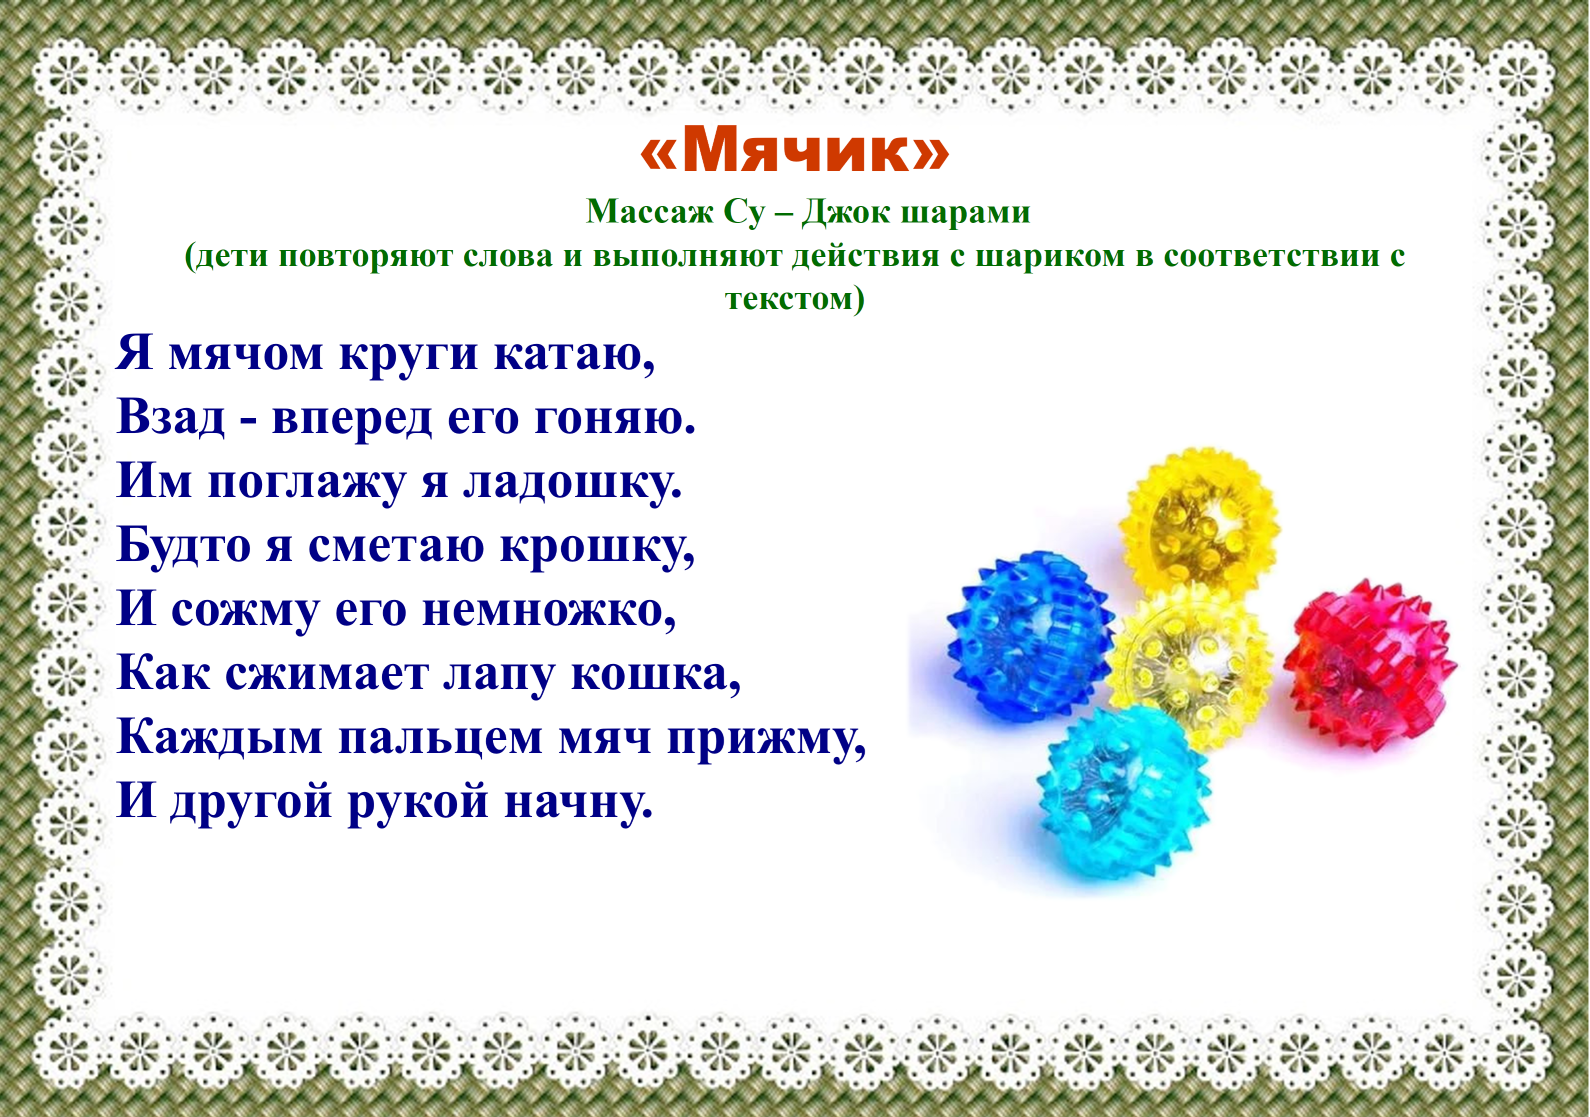 «Мячик»
Массаж Су – Джок шарами
(дети повторяют слова и выполняют действия с шариком в соответствии с
текстом)
Я мячом круги катаю,
Взад - вперед его гоняю.
Им поглажу я ладошку.
Будто я сметаю крошку,
И сожму его немножко,
Как сжимает лапу кошка,
Каждым пальцем мяч прижму,
И другой рукой начну.